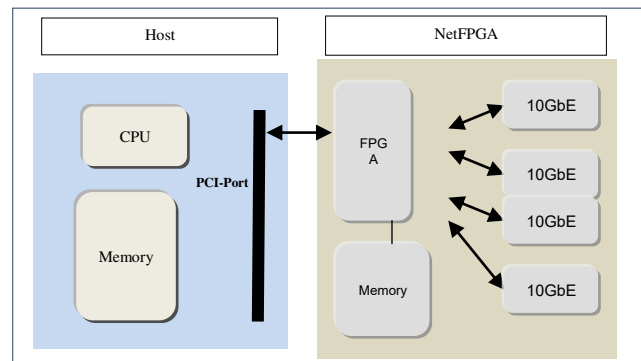 Host
NetFPGA
CPU
PCI-Port
Memory
FPG
A
Memory
10GbE
10GbE
10GbE
10GbE